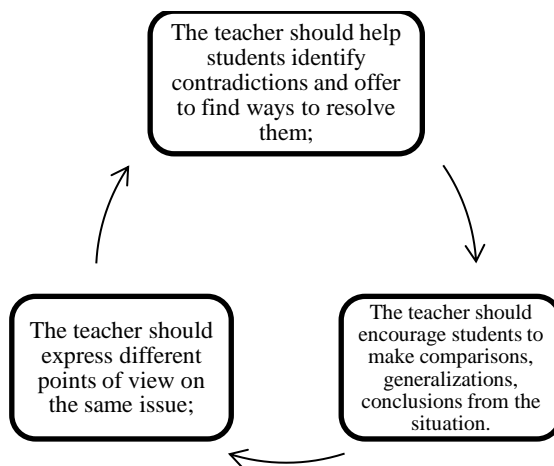 The teacher should help
students identify
contradictions and offer
to find ways to resolve
them;
The teacher should
encourage students to
make comparisons,
generalizations,
conclusions from the
situation.
The teacher should
express different
points of view on
the same issue;